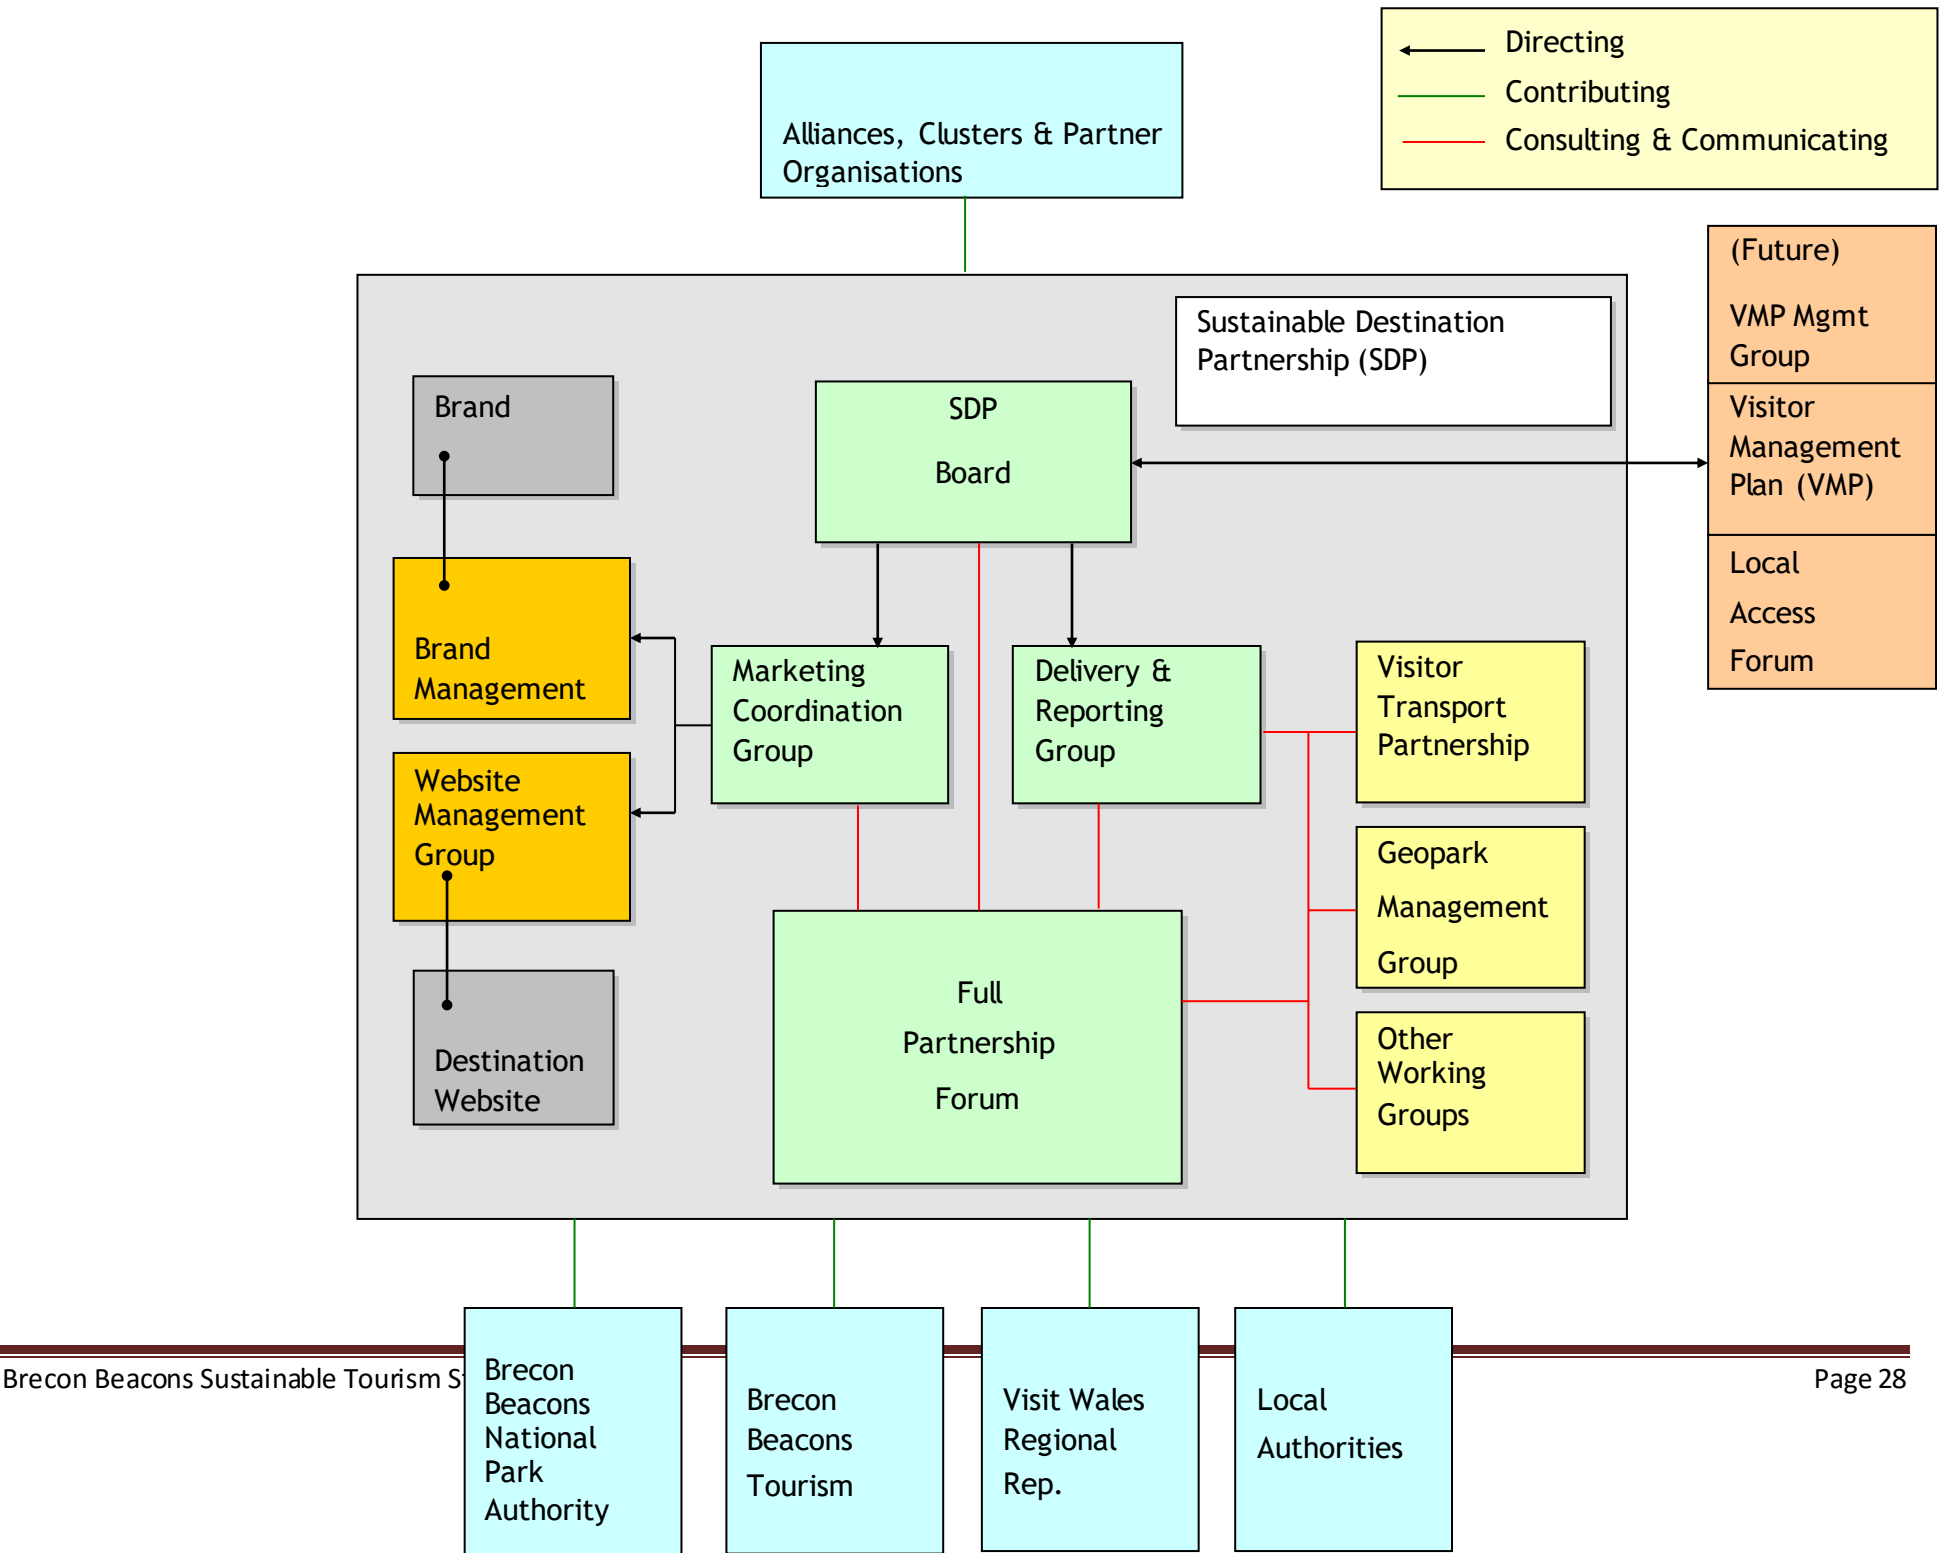 Directing
Contributing
Consulting & Communicating
Alliances, Clusters & Partner
Organisations
(Future)
VMP Mgmt
Group
Visitor
Management
Plan (VMP)
Local
Access
Forum
Sustainable Destination
Partnership (SDP)
Brand
SDP
Board
Brand
Management
Marketing
Coordination
Group
Delivery &
Reporting
Group
Visitor
Transport
Partnership
Website
Management
Group
Geopark
Management
Group
Full
Partnership
Forum
Other
Working
Groups
Destination
Website
Brecon
Beacons
National
Park
Authority
Brecon
Beacons
Tourism
Visit Wales
Regional
Rep.
Local
Authorities
Brecon Beacons Sustainable Tourism
Page 28